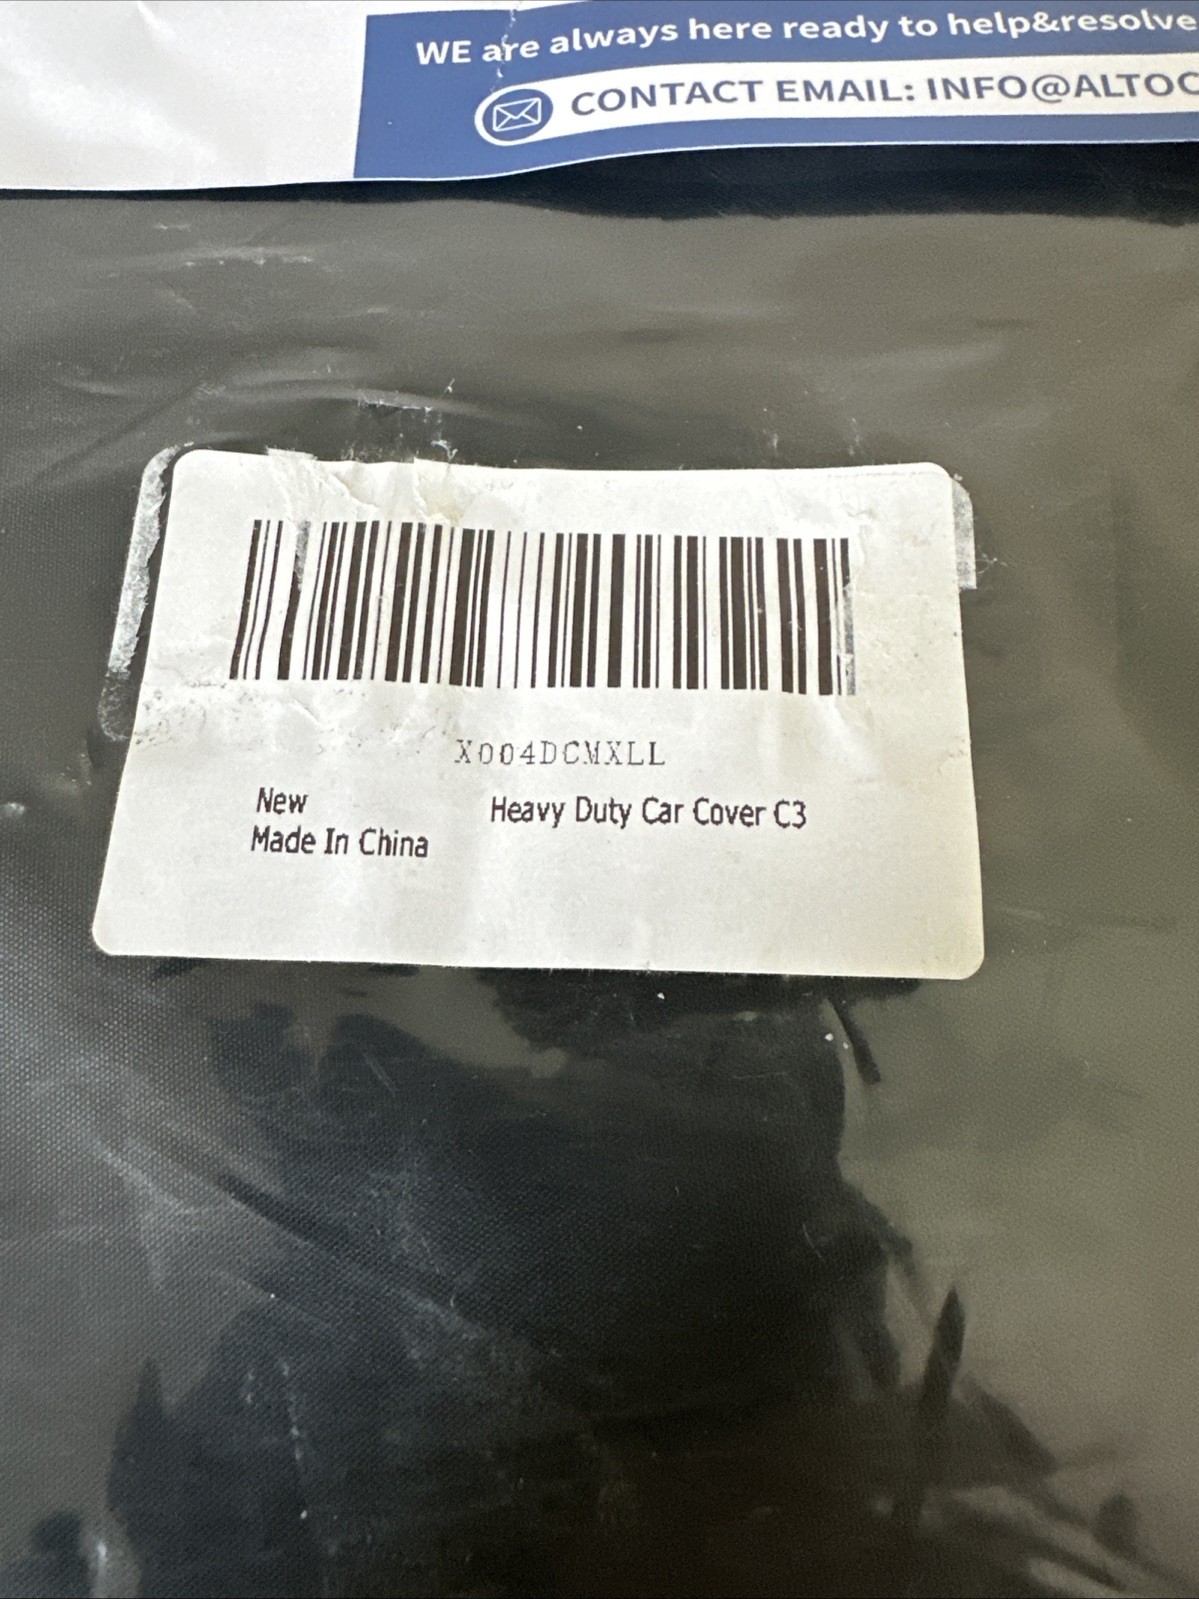 WE are always here ready to help&resolve
CONTACT EMAIL: INFO@ALTOC
X004DCMXLL
New
Heavy Duty Car Cover C3
Made In China